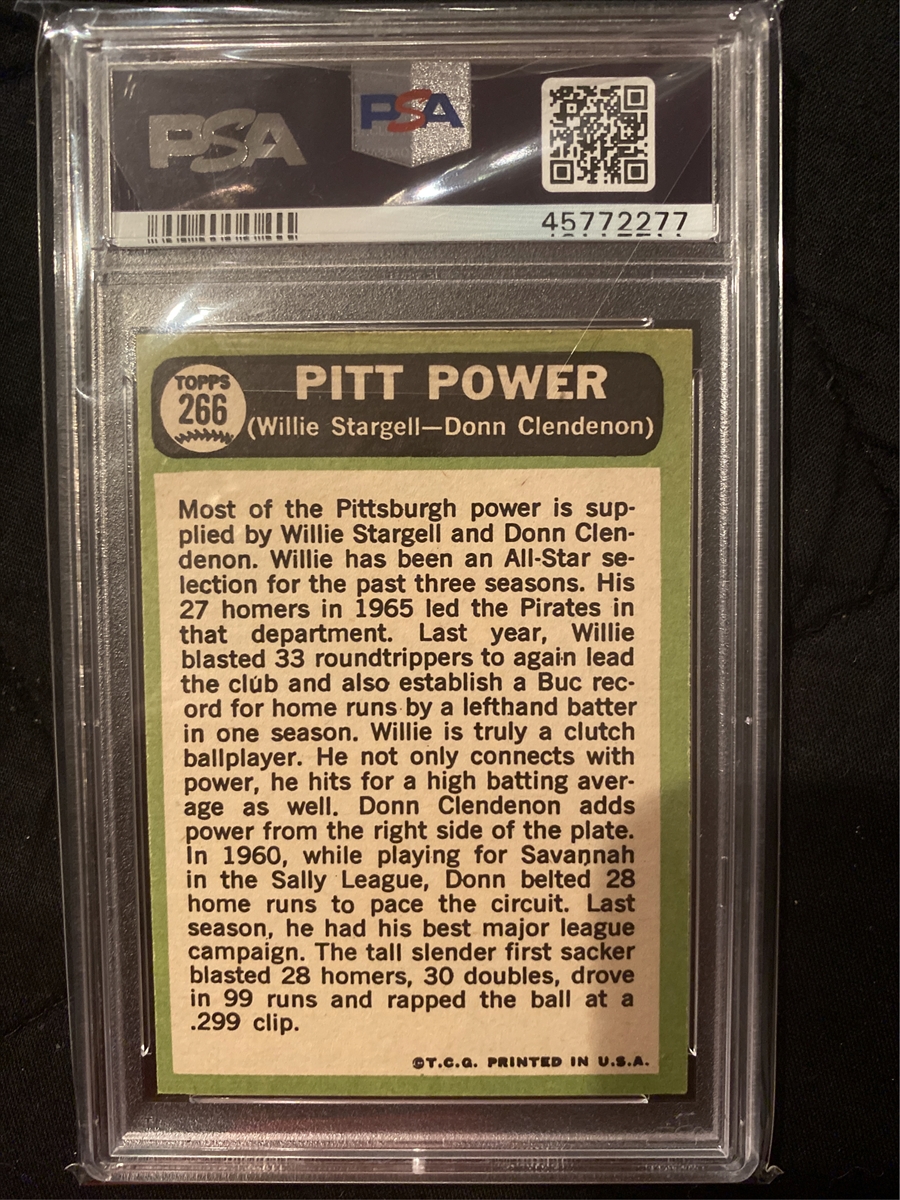 PSA
PSA
45772277
TOPPS
266
PITT POWER
(Willie Stargell—Donn Clendenon)
Most of the Pittsburgh power is sup-
plied by Willie Stargell and Donn Clen-
denon. Willie has been an All-Star se-
lection for the past three seasons. His
27 homers in 1965 led the Pirates in
that department. Last year, Willie
blasted 33 roundtrippers to again lead
the club and also establish a Buc rec-
ord for home runs by a lefthand batter
in one season. Willie is truly a clutch
ballplayer. He not only connects with
power, he hits for a high batting aver-
age as well. Donn Clendenon adds
power from the right side of the plate.
In 1960, while playing for Savannah
in the Sally League, Donn belted 28
home runs to pace the circuit. Last
season, he had his best major league
campaign. The tall slender first sacker
blasted 28 homers, 30 doubles, drove
in 99 runs and rapped the ball at a
.299 clip.
©T.C.G. PRINTED IN U.S.A.